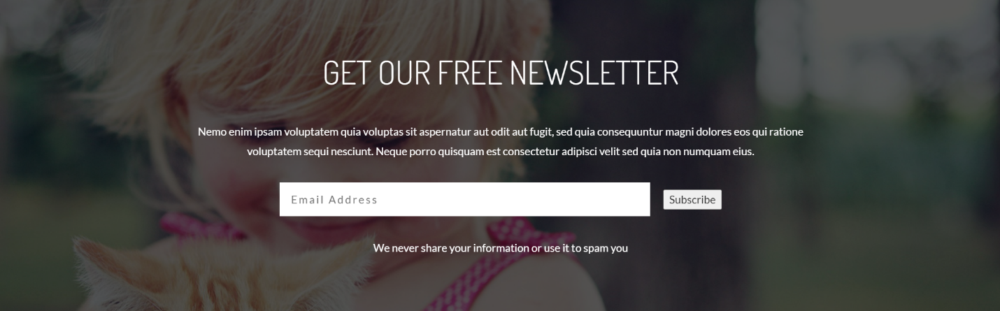 GET OUR FREE NEWSLETTER
Nemo enim ipsam voluptatem quia voluptas sit aspernatur aut odit aut fugit, sed quia consequuntur magni dolores eos qui ratione
voluptatem sequi nesciunt. Neque porro quisquam est consectetur adipisci velit sed quia non numquam eius.
Email Address
Subscribe
We never share your information or use it to spam you